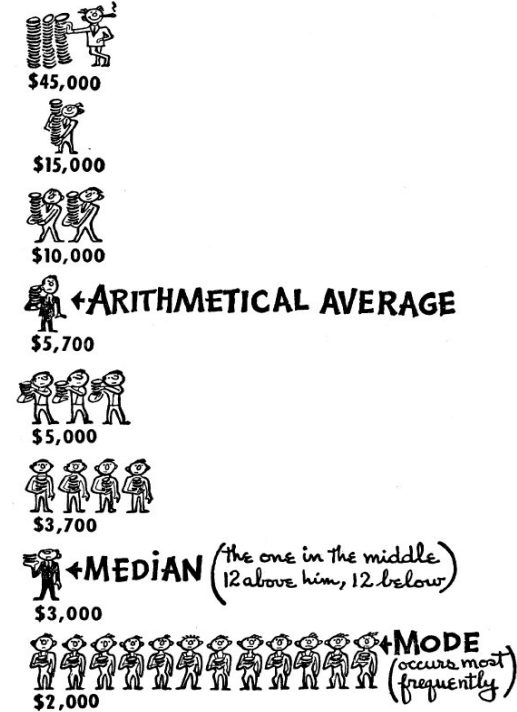 $45,000
$15,000
$10,000
←ARITHMETICAL AVERAGE
$5,700
$5,000
$3,700
←MEDIAN (the one in the middle
12 above him, 12 below)
$3,000
←MODE
(occurs most
frequently)
$2,000